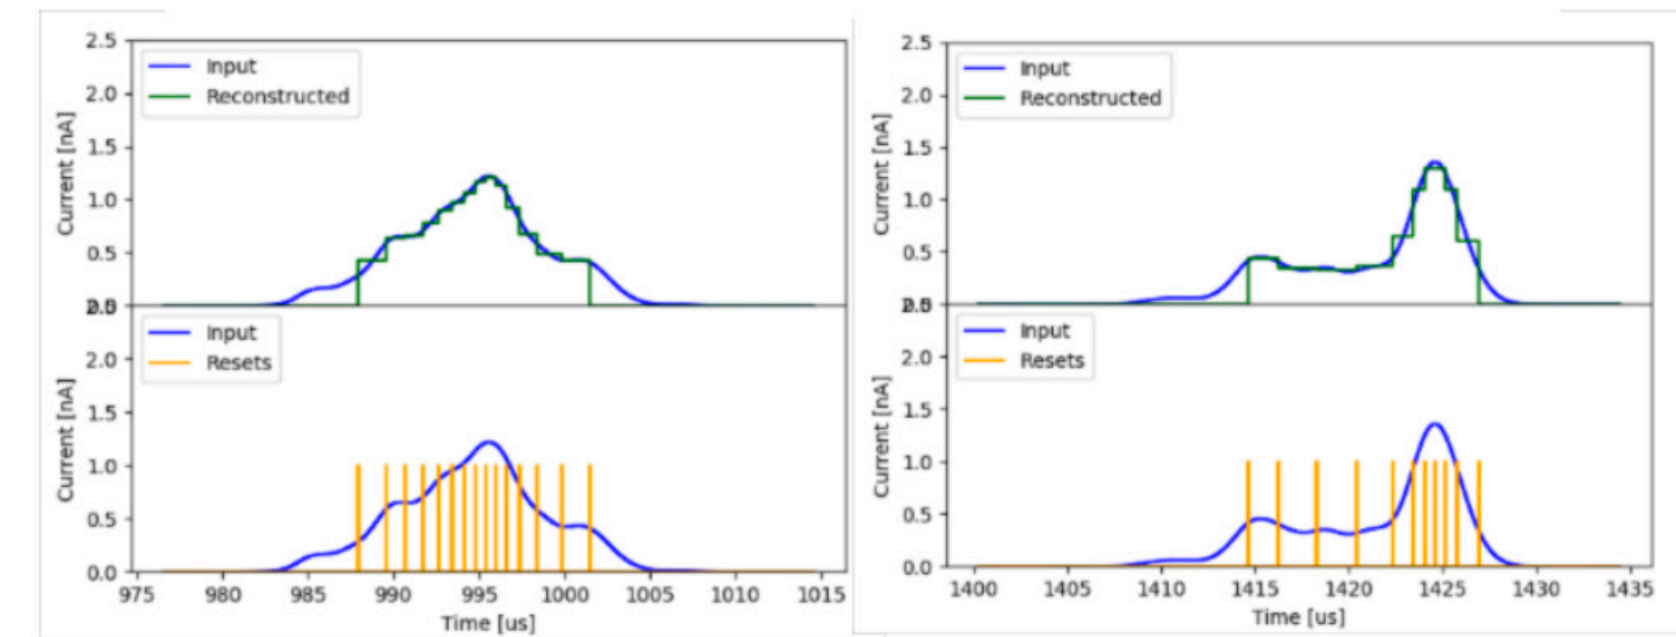 2.5
Input
Reconstructed
2.0
1.5
1.0
0.5
Current [nA]
Input
Resets
2.0
1.5
1.0
0.5
0.0
Current [nA]
975 980 985 990 995 1000 1005 1010 1015
Time [us]
2.5
Input
Reconstructed
2.0
1.5
1.0
0.5
Current [nA]
Input
Resets
2.0
1.5
1.0
0.5
0.0
Current [nA]
1400 1405 1410 1415 1420 1425 1430 1435
Time [us]